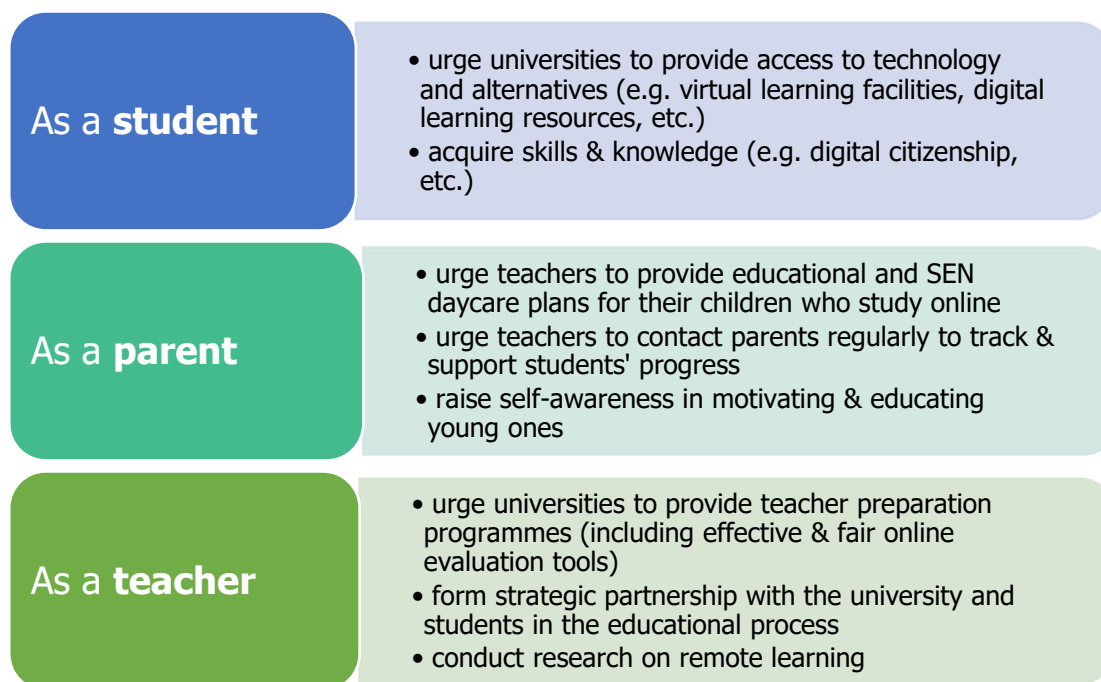 As a student
• urge universities to provide access to technology
and alternatives (e.g. virtual learning facilities, digital
learning resources, etc.)
• acquire skills & knowledge (e.g. digital citizenship,
etc.)
As a parent
• urge teachers to provide educational and SEN
daycare plans for their children who study online
• urge teachers to contact parents regularly to track &
support students' progress
• raise self-awareness in motivating & educating
young ones
As a teacher
• urge universities to provide teacher preparation
programmes (including effective & fair online
evaluation tools)
• form strategic partnership with the university and
students in the educational process
• conduct research on remote learning